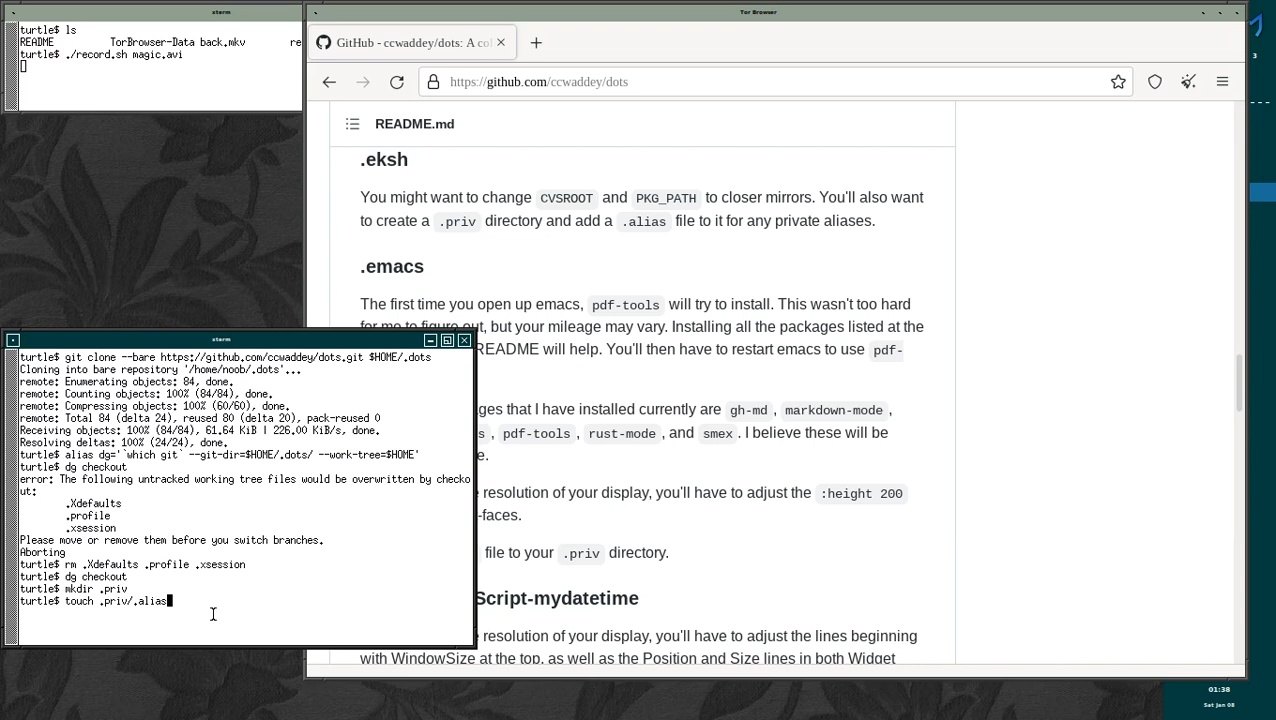 xterm
turtle$ ls
README TorBrowser-Data back.mkv re
turtle$ ./record.sh magic.avi
Tor Browser
GitHub - ccwaddey/dots: A col
https://github.com/ccwaddey/dots
README.md
.eksh
You might want to change CVSROOT and PKG_PATH to closer mirrors. You'll also want
to create a .priv directory and add a .alias file to it for any private aliases.
.emacs
The first time you open up emacs, pdf-tools will try to install. This wasn't too hard
for me to figure out, but your mileage may vary. Installing all the packages listed at the
README will help. You'll then have to restart emacs to use pdf-
ges that I have installed currently are gh-md , markdown-mode ,
s , pdf-tools , rust-mode , and smex . I believe these will be
e.
e resolution of your display, you'll have to adjust the :height 200
-faces.
file to your .priv directory.
Script-mydatetime
e resolution of your display, you'll have to adjust the lines beginning
with WindowSize at the top, as well as the Position and Size lines in both Widget
xterm
turtle$ git clone --bare https://github.com/ccwaddey/dots.git $HOME/.dots
Cloning into bare repository '/home/noob/.dots'...
remote: Enumerating objects: 84, done.
remote: Counting objects: 100% (84/84), done.
remote: Compressing objects: 100% (60/60), done.
remote: Total 84 (delta 24), reused 80 (delta 20), pack-reused 0
Receiving objects: 100% (84/84), 61.64 KiB | 226.00 KiB/s, done.
Resolving deltas: 100% (24/24), done.
turtle$ alias dg='`which git` --git-dir=$HOME/.dots/ --work-tree=$HOME'
turtle$ dg checkout
error: The following untracked working tree files would be overwritten by checko
ut:
.Xdefaults
.profile
.xsession
Please move or remove them before you switch branches.
Aborting
turtle$ rm .Xdefaults .profile .xsession
turtle$ dg checkout
turtle$ mkdir .priv
turtle$ touch .priv/.alias
3
01:38
Sat Jan 08